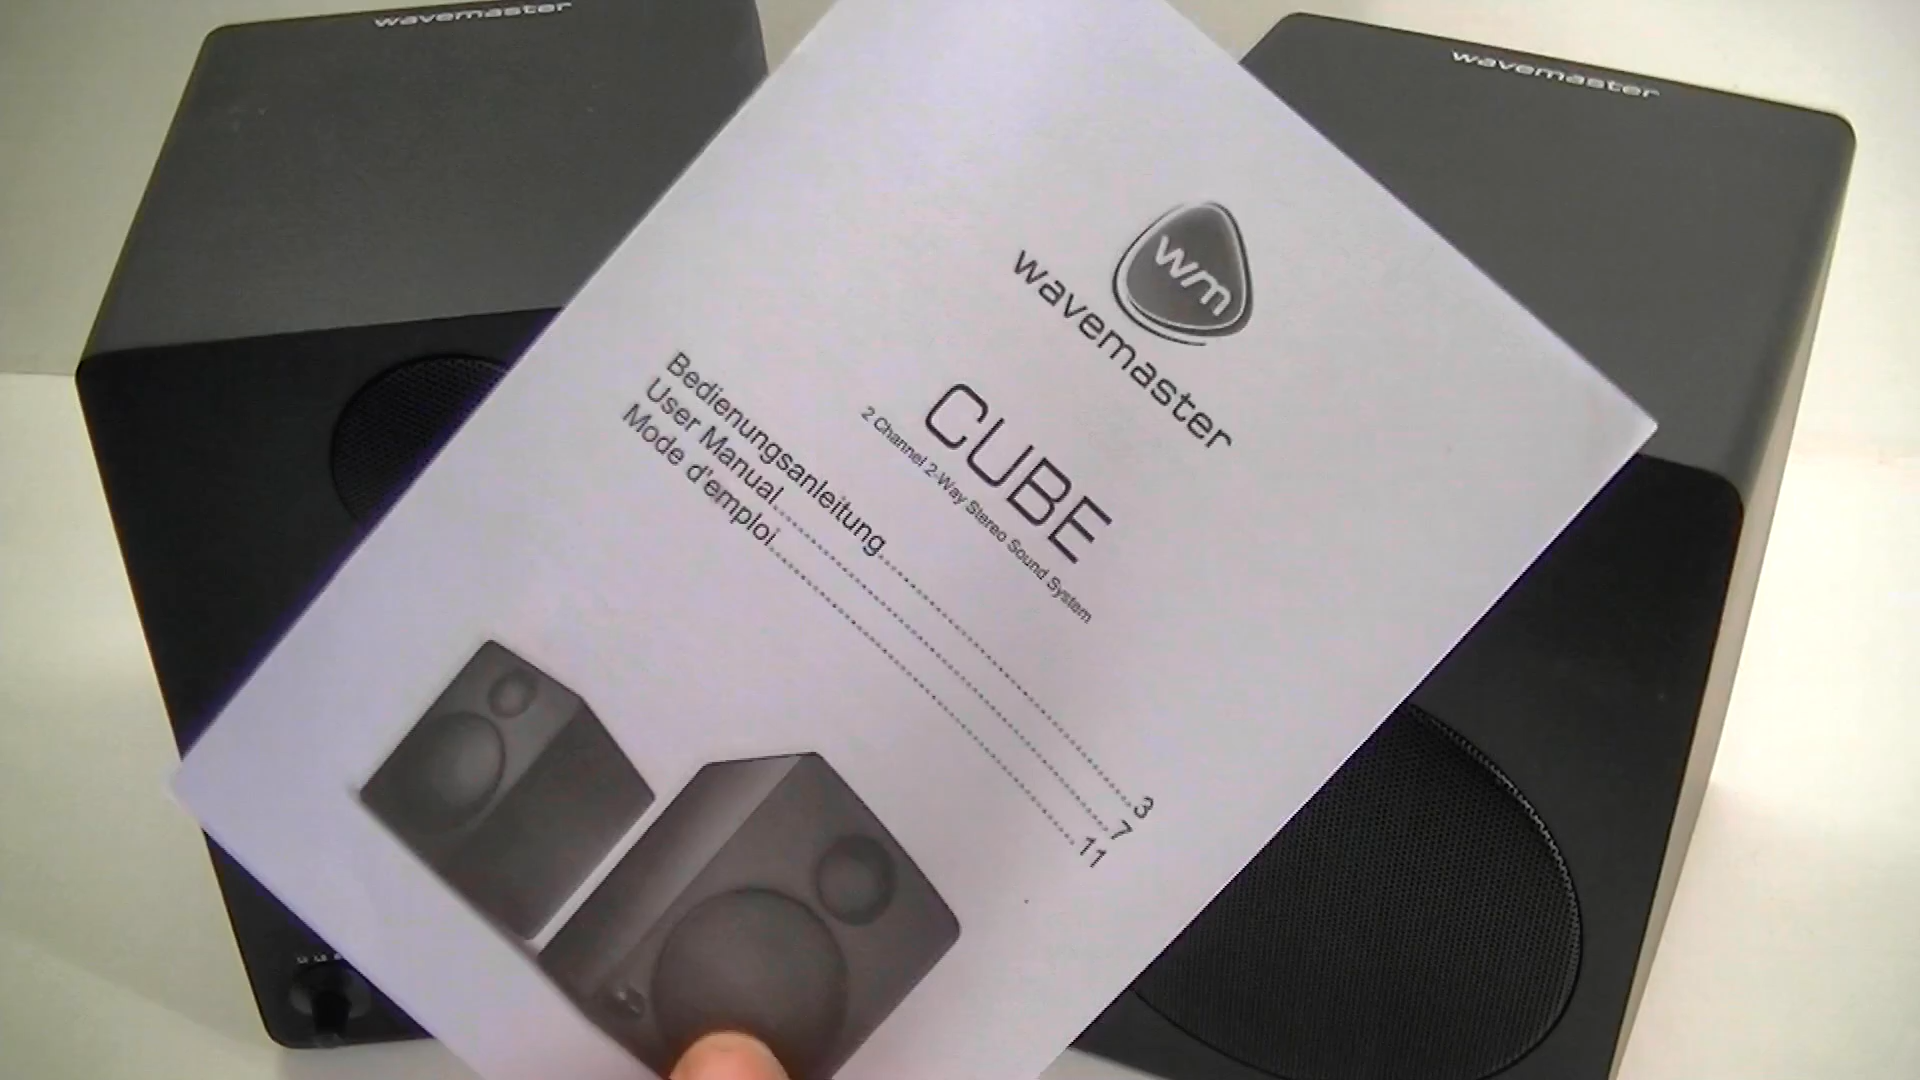 wavemaster
wavemaster
wm
wavemaster
CUBE
2 Channel 2-Way Stereo Sound System
Bedienungsanleitung........................................3
User Manual........................................7
Mode d'emploi........................................11